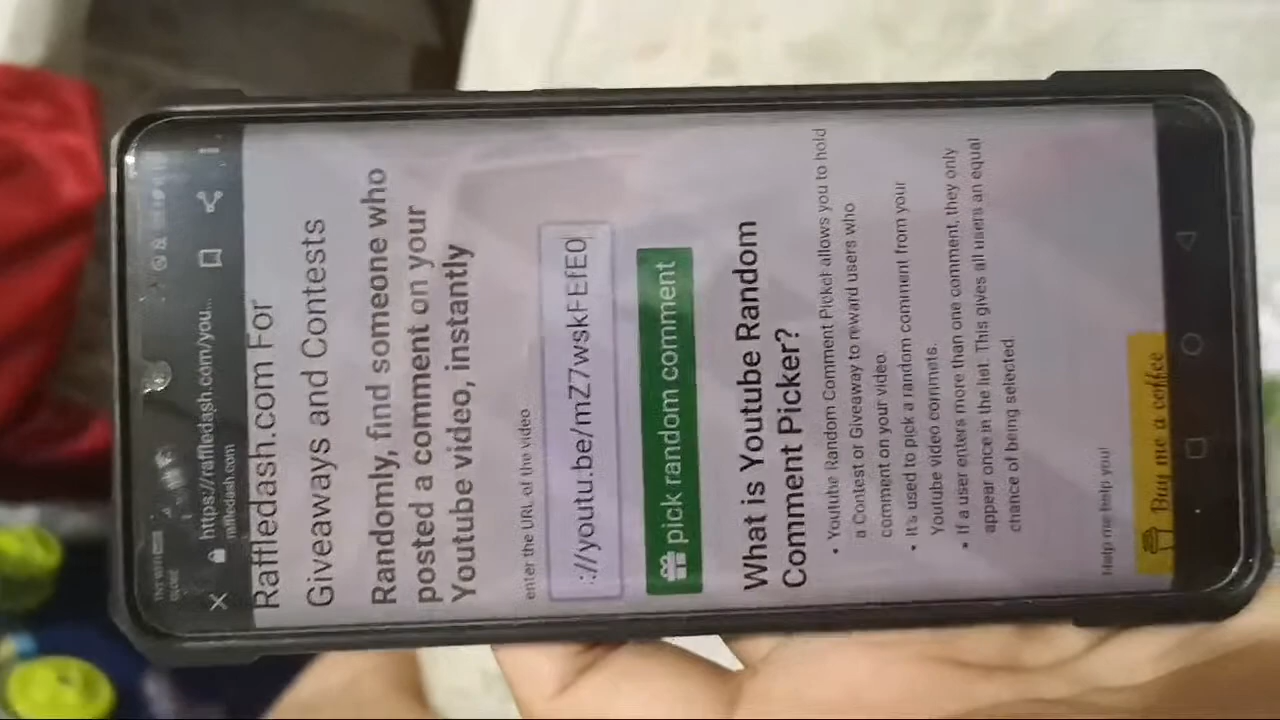 https://raffledash.com/you...
raffledash.com
Raffledash.com For
Giveaways and Contests
Randomly, find someone who
posted a comment on your
Youtube video, instantly
enter the URL of the video
://youtu.be/mZ7wskFEfE0
pick random comment
What is Youtube Random
Comment Picker?
• Youtube Random Comment Picker allows you to hold
a Contest or Giveaway to reward users who
comment on your video.
• It's used to pick a random comment from your
Youtube video commets.
• If a user enters more than one comment, they only
appear once in the list. This gives all users an equal
chance of being selected
Help me help you!
Buy me a coffee